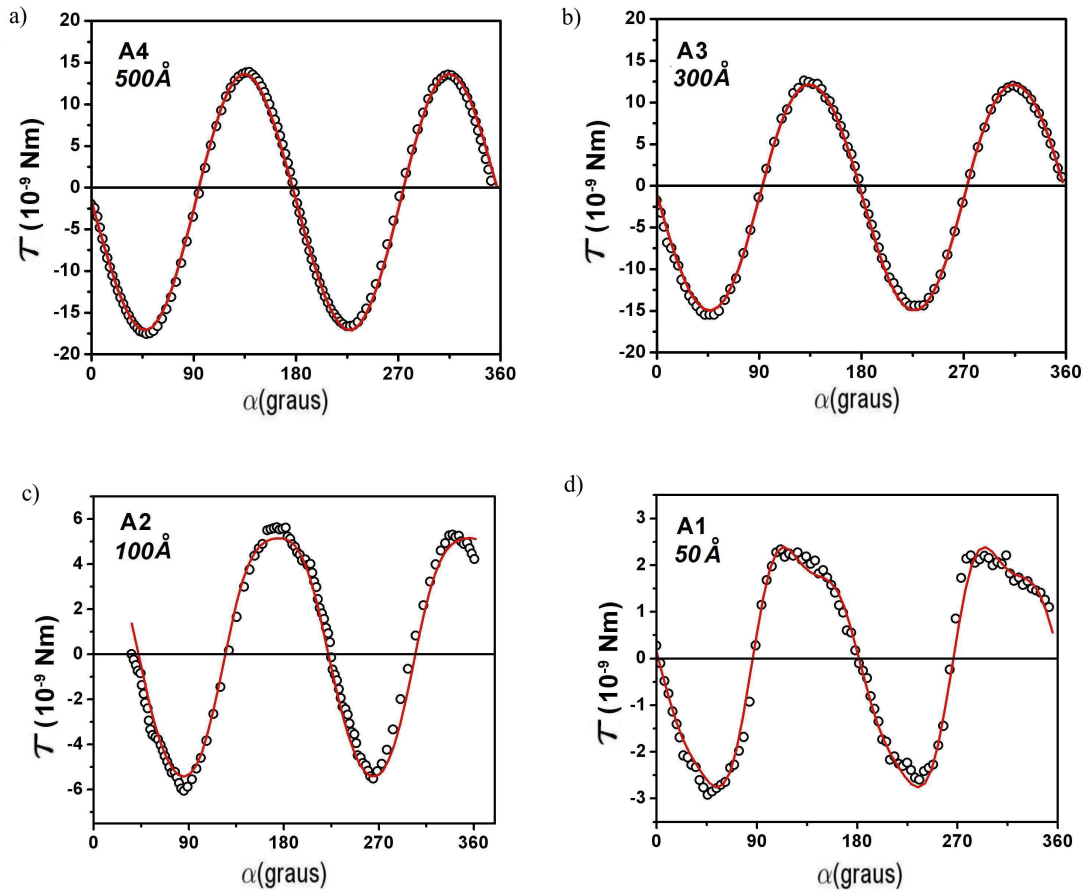 a)
A4
500Å
20
15
10
5
0
-5
-10
-15
-20
τ (10⁻⁹ Nm)
0 90 180 270 360
α(graus)
b)
A3
300Å
20
15
10
5
0
-5
-10
-15
-20
τ (10⁻⁹ Nm)
0 90 180 270 360
α(graus)
c)
A2
100Å
6
4
2
0
-2
-4
-6
τ (10⁻⁹ Nm)
0 90 180 270 360
α(graus)
d)
A1
50 Å
3
2
1
0
-1
-2
-3
τ (10⁻⁹ Nm)
0 90 180 270 360
α(graus)